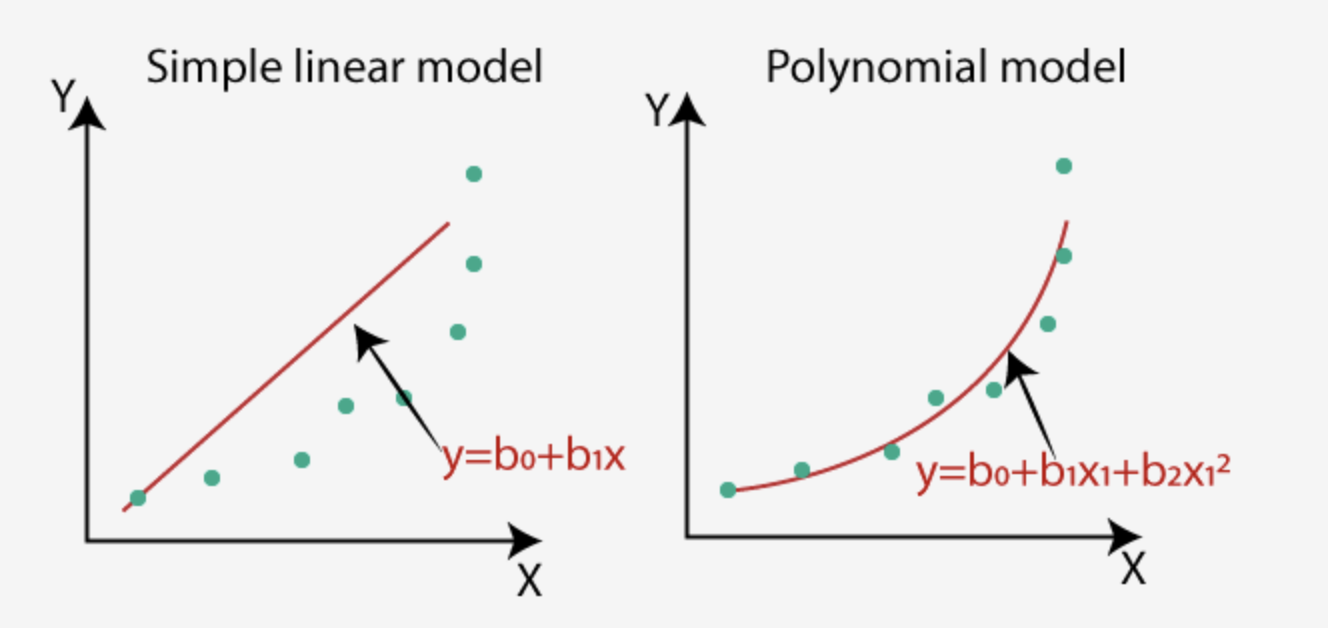 Simple linear model
Y
y=b₀+b₁x
X
Polynomial model
Y
y=b₀+b₁x₁+b₂x₁²
X